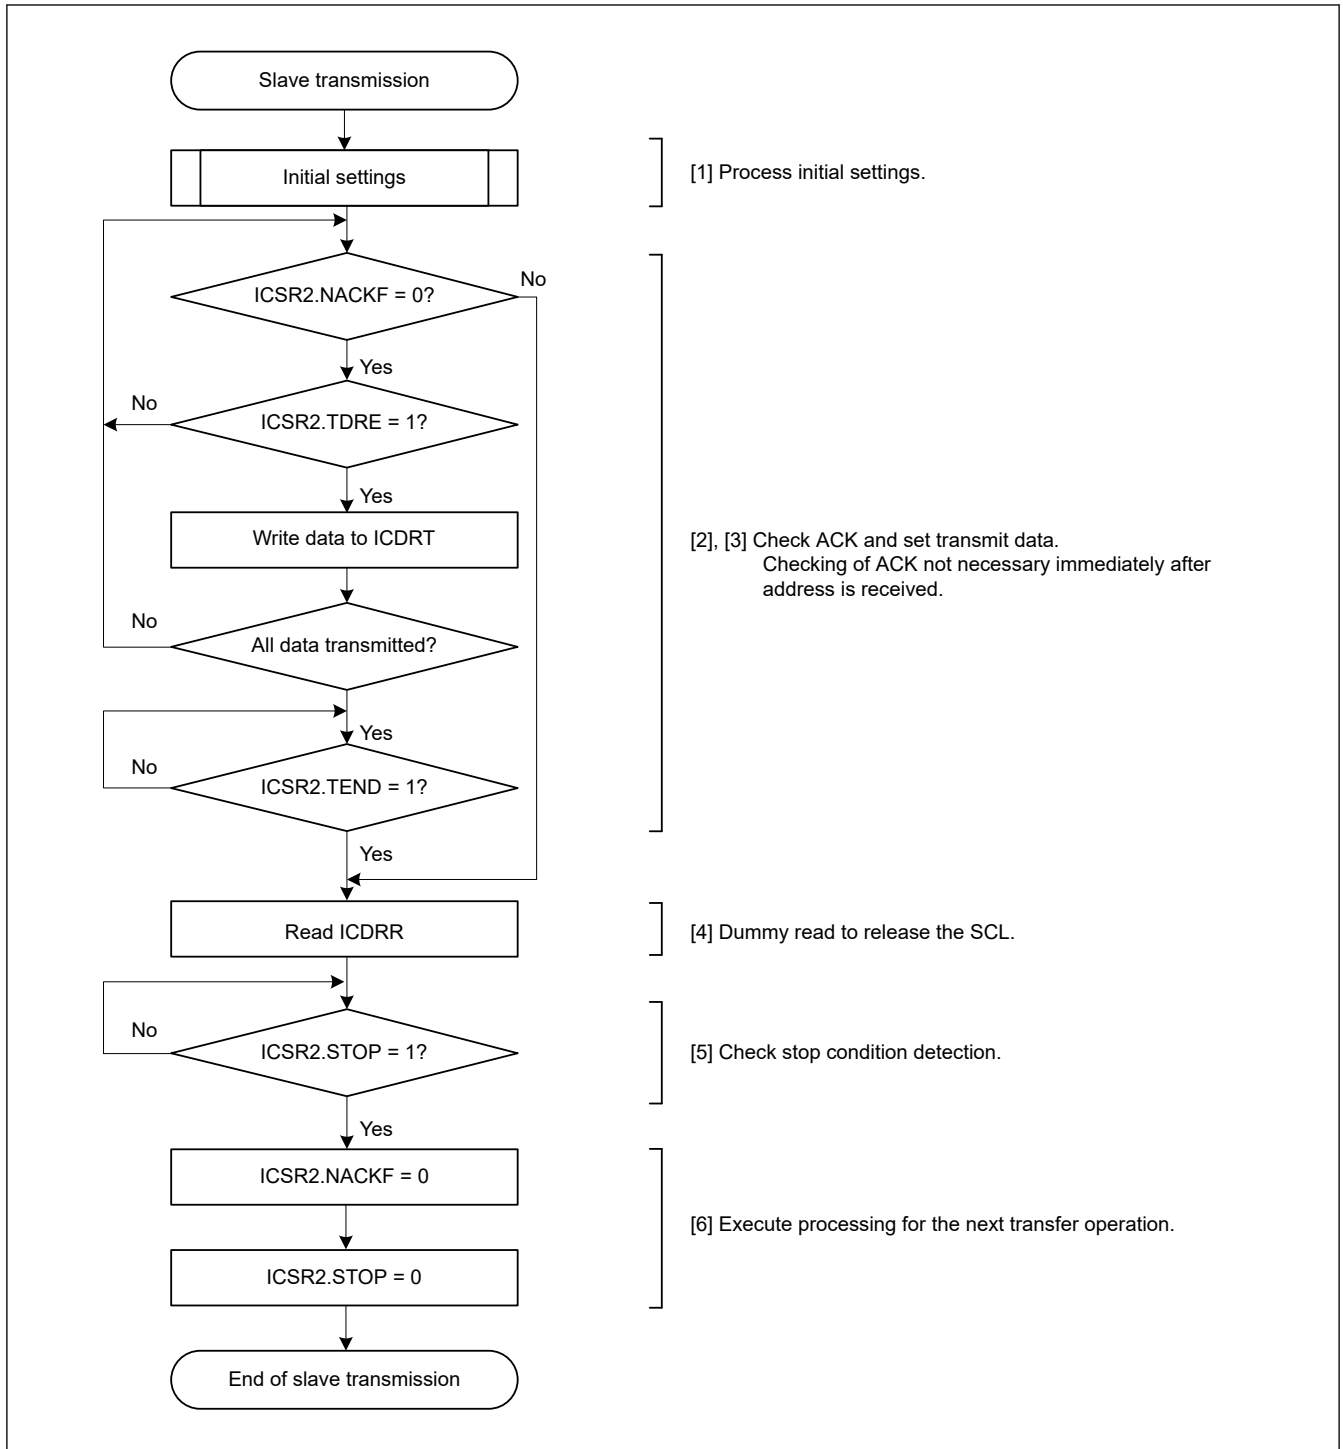 Slave transmission
Initial settings
[1] Process initial settings.
ICSR2.NACKF = 0?
No
Yes
ICSR2.TDRE = 1?
No
Yes
Write data to ICDRT
[2], [3] Check ACK and set transmit data.
Checking of ACK not necessary immediately after
address is received.
All data transmitted?
No
Yes
ICSR2.TEND = 1?
No
Yes
Read ICDRR
[4] Dummy read to release the SCL.
ICSR2.STOP = 1?
No
[5] Check stop condition detection.
Yes
ICSR2.NACKF = 0
[6] Execute processing for the next transfer operation.
ICSR2.STOP = 0
End of slave transmission